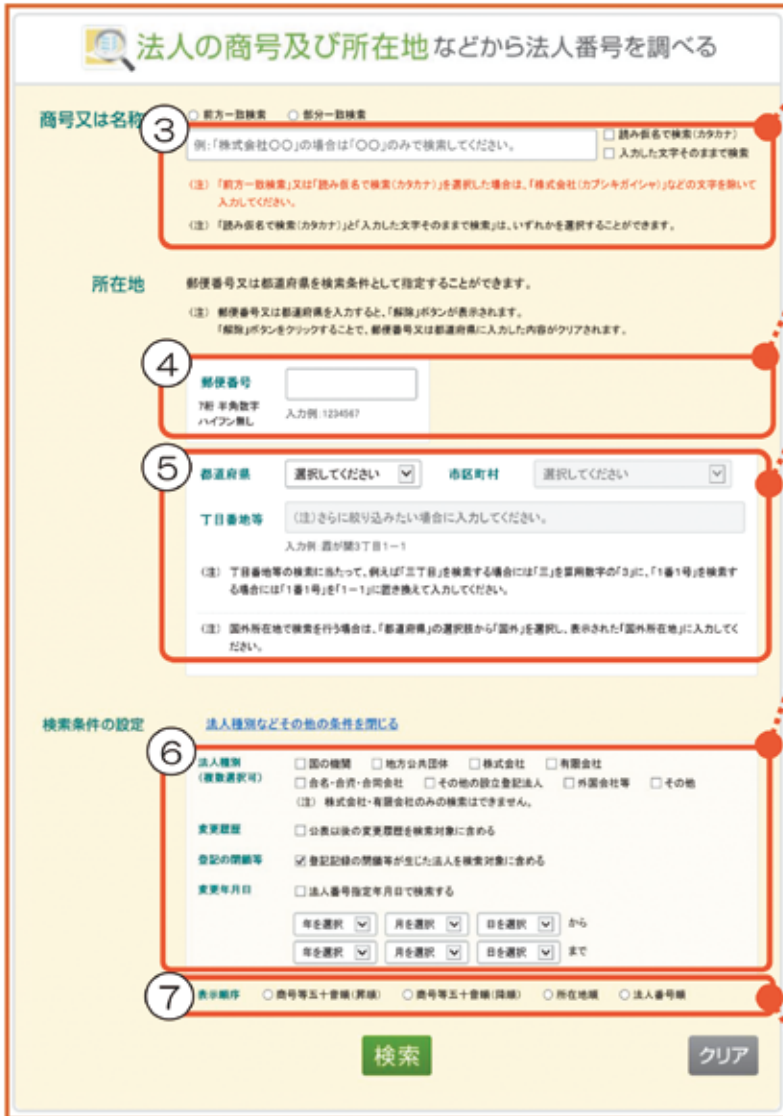 法人の商号及び所在地などから法人番号を調べる
商号又は名称
前方一致検索 部分一致検索
③
例:「株式会社〇〇」の場合は「〇〇」のみで検索してください。
読み仮名で検索(カタカナ)
入力した文字そのままで検索
(注) 「前方一致検索」又は「読み仮名で検索(カタカナ)」を選択した場合は、「株式会社(カブシキガイシャ)」などの文字を除いて
入力してください。
(注) 「読み仮名で検索(カタカナ)」と「入力した文字そのままで検索」は、いずれかを選択することができます。
所在地
郵便番号又は都道府県を検索条件として指定することができます。
(注) 郵便番号又は都道府県を入力すると、「解除」ボタンが表示されます。
「解除」ボタンをクリックすることで、郵便番号又は都道府県に入力した内容がクリアされます。
④
郵便番号
7桁 半角数字
ハイフン無し
入力例:1234567
⑤
都道府県 選択してください 市区町村 選択してください
丁目番地等 (注)さらに絞り込みたい場合に入力してください。
入力例:霞が関3丁目1-1
(注) 丁目番地等の検索に当たって、例えば「三丁目」を検索する場合には「三」を算用数字の「3」に、「1番1号」を検索す
る場合には「1番1号」を「1-1」に置き換えて入力してください。
(注) 国外所在地で検索を行う場合は、「都道府県」の選択肢から「国外」を選択し、表示された「国外所在地」に入力してく
ださい。
検索条件の設定 法人種別などその他の条件を閉じる
⑥
法人種別 国の機関 地方公共団体 株式会社 有限会社
(複数選択可) 合名・合資・合同会社 その他の設立登記法人 外国会社等 その他
(注) 株式会社・有限会社のみの検索はできません。
変更履歴 公表以後の変更履歴を検索対象に含める
登記の閉鎖等 登記記録の閉鎖等が生じた法人を検索対象に含める
変更年月日 法人番号指定年月日で検索する
年を選択 月を選択 日を選択 から
年を選択 月を選択 日を選択 まで
⑦
表示順序 商号等五十音順(昇順) 商号等五十音順(降順) 所在地順 法人番号順
検索 クリア